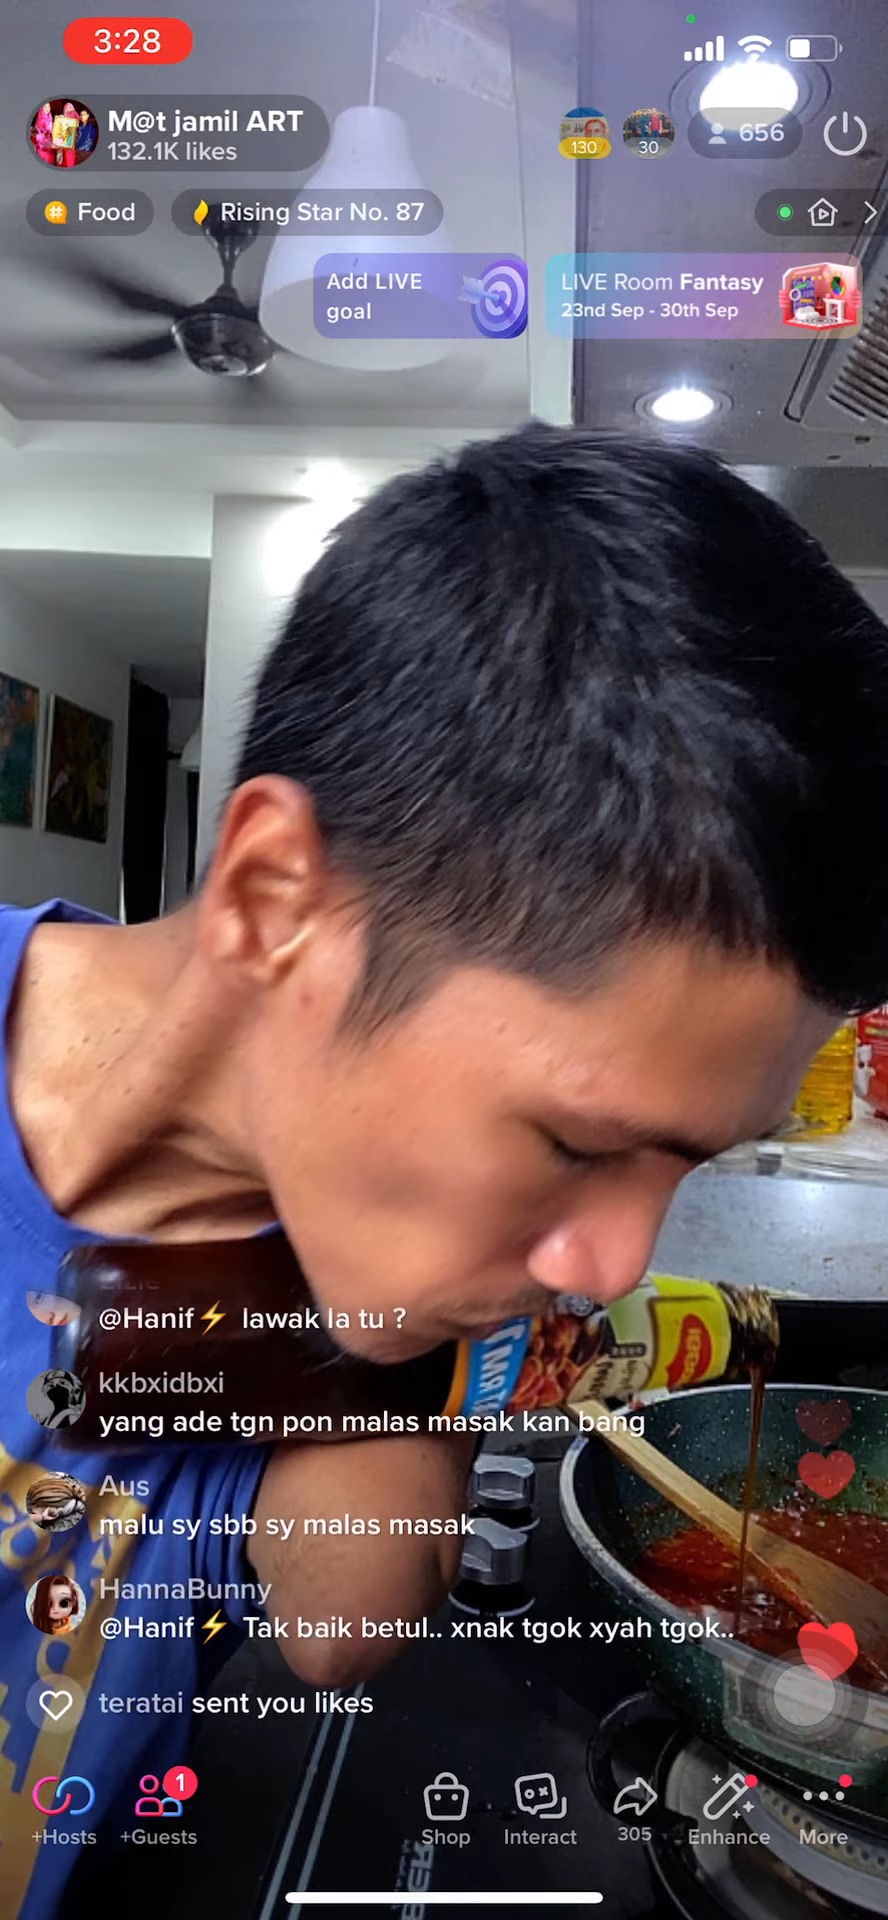 3:28
M@t jamil ART
132.1K likes
130
30
656
Food
Rising Star No. 87
Add LIVE
goal
LIVE Room Fantasy
23nd Sep - 30th Sep
@Hanif⚡ lawak la tu ?
kkbxidbxi
yang ade tgn pon malas masak kan bang
Aus
malu sy sbb sy malas masak
HannaBunny
@Hanif⚡ Tak baik betul.. xnak tgok xyah tgok..
teratai sent you likes
1
+Hosts
+Guests
Shop
Interact
305
Enhance
More